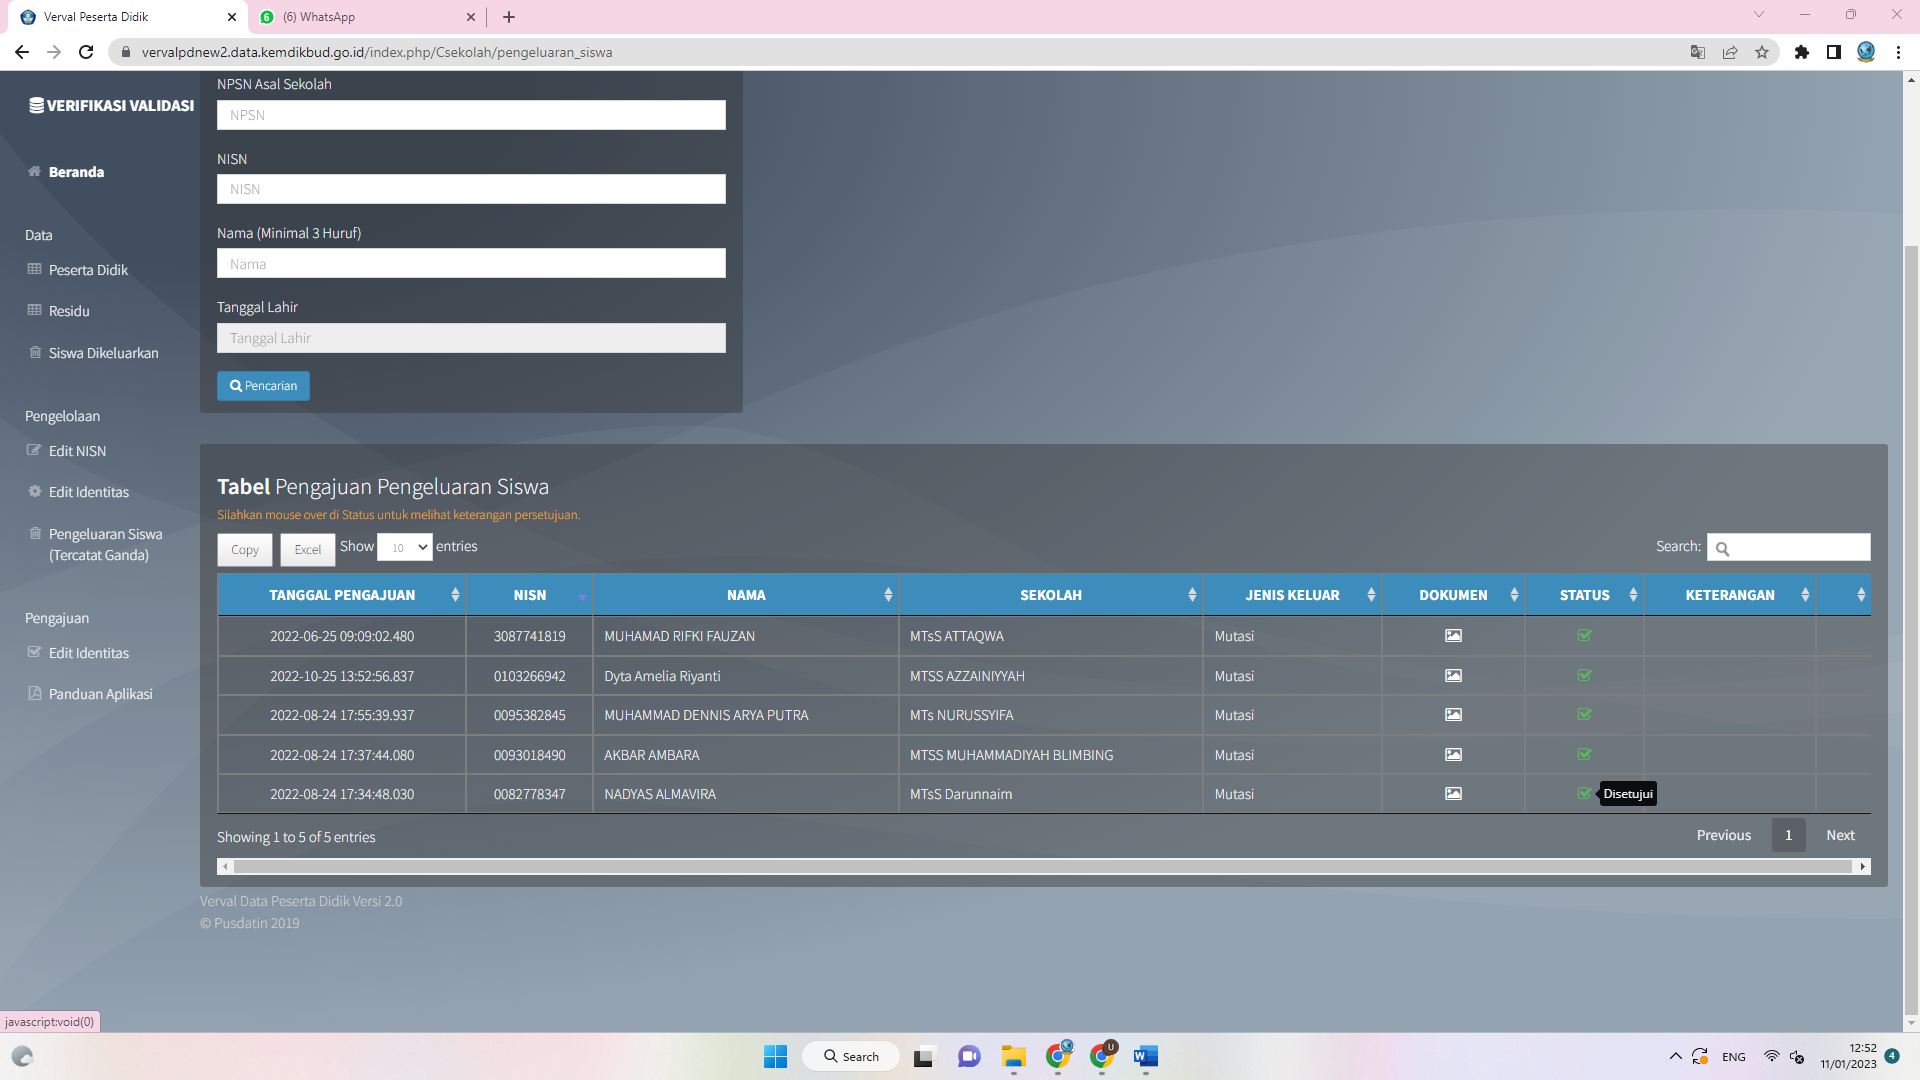 Verval Peserta Didik
6
(6) WhatsApp
vervalpdnew2.data.kemdikbud.go.id/index.php/Csekolah/pengeluaran_siswa
VERIFIKASI VALIDASI
Beranda
Data
Peserta Didik
Residu
Siswa Dikeluarkan
Pengelolaan
Edit NISN
Edit Identitas
Pengeluaran Siswa
(Tercatat Ganda)
Pengajuan
Edit Identitas
Panduan Aplikasi
NPSN Asal Sekolah
NPSN
NISN
NISN
Nama (Minimal 3 Huruf)
Nama
Tanggal Lahir
Tanggal Lahir
Pencarian
Tabel Pengajuan Pengeluaran Siswa
Silahkan mouse over di Status untuk melihat keterangan persetujuan.
Copy Excel Show 10 entries Search:
TANGGAL PENGAJUAN NISN NAMA SEKOLAH JENIS KELUAR DOKUMEN STATUS KETERANGAN
2022-06-25 09:09:02.480 3087741819 MUHAMAD RIFKI FAUZAN MTsS ATTAQWA Mutasi
2022-10-25 13:52:56.837 0103266942 Dyta Amelia Riyanti MTSS AZZAINIYYAH Mutasi
2022-08-24 17:55:39.937 0095382845 MUHAMMAD DENNIS ARYA PUTRA MTs NURUSSYIFA Mutasi
2022-08-24 17:37:44.080 0093018490 AKBAR AMBARA MTSS MUHAMMADIYAH BLIMBING Mutasi
2022-08-24 17:34:48.030 0082778347 NADYAS ALMAVIRA MTsS Darunnaim Mutasi Disetujui
Showing 1 to 5 of 5 entries Previous 1 Next
Verval Data Peserta Didik Versi 2.0
© Pusdatin 2019
javascript:void(0)
Search
U
W
ENG
12:52
11/01/2023
4